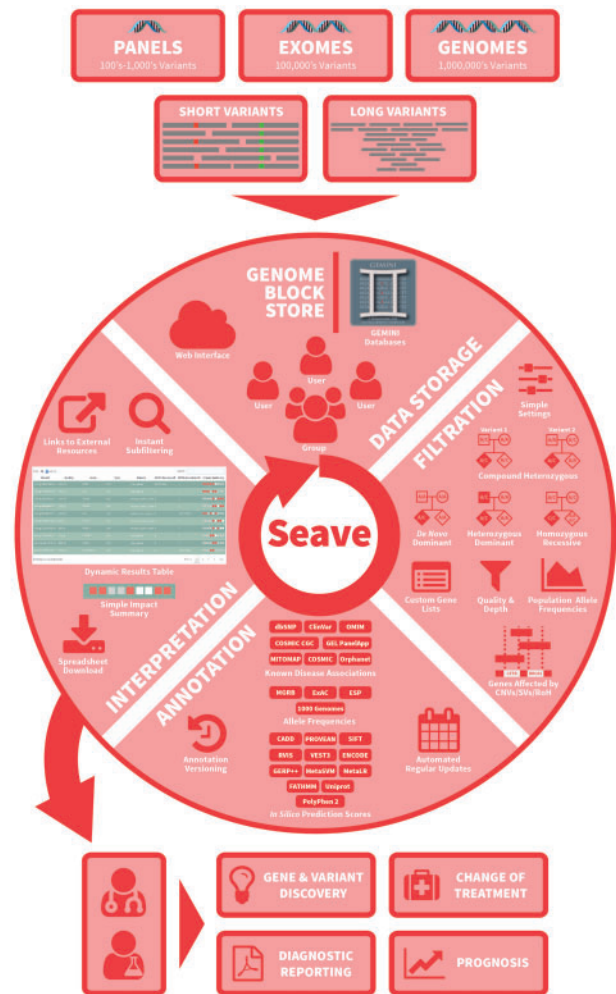 PANELS
100's-1,000's Variants
EXOMES
100,000's Variants
GENOMES
1,000,000's Variants
SHORT VARIANTS
LONG VARIANTS
GENOME
BLOCK
STORE
GEMINI
GEMINI
Databases
Web Interface
User
User
User
Group
DATA STORAGE
FILTRATION
Simple
Settings
Variant 1
Variant 2
Compound Heterozygous
De Novo
Dominant
Heterozygous
Dominant
Homozygous
Recessive
Custom Gene
Lists
Quality &
Depth
Population Allele
Frequencies
Genes Affected by
CNVs/SVs/RoH
Links to External
Resources
Instant
Subfiltering
Dynamic Results Table
Simple Impact
Summary
Spreadsheet
Download
INTERPRETATION
ANNOTATION
Seave
dbSNP
ClinVar
OMIM
COSMIC CGC
GEL PanelApp
MITOMAP
COSMIC
Orphanet
Known Disease Associations
MGRB
ExAC
ESP
1000 Genomes
Allele Frequencies
CADD
PROVEAN
SIFT
RVIS
VEST3
ENCODE
GERP++
MetaSVM
MetaLR
FATHMM
Uniprot
PolyPhen 2
In Silico Prediction Scores
Annotation
Versioning
Automated
Regular Updates
GENE & VARIANT
DISCOVERY
CHANGE OF
TREATMENT
DIAGNOSTIC
REPORTING
PROGNOSIS